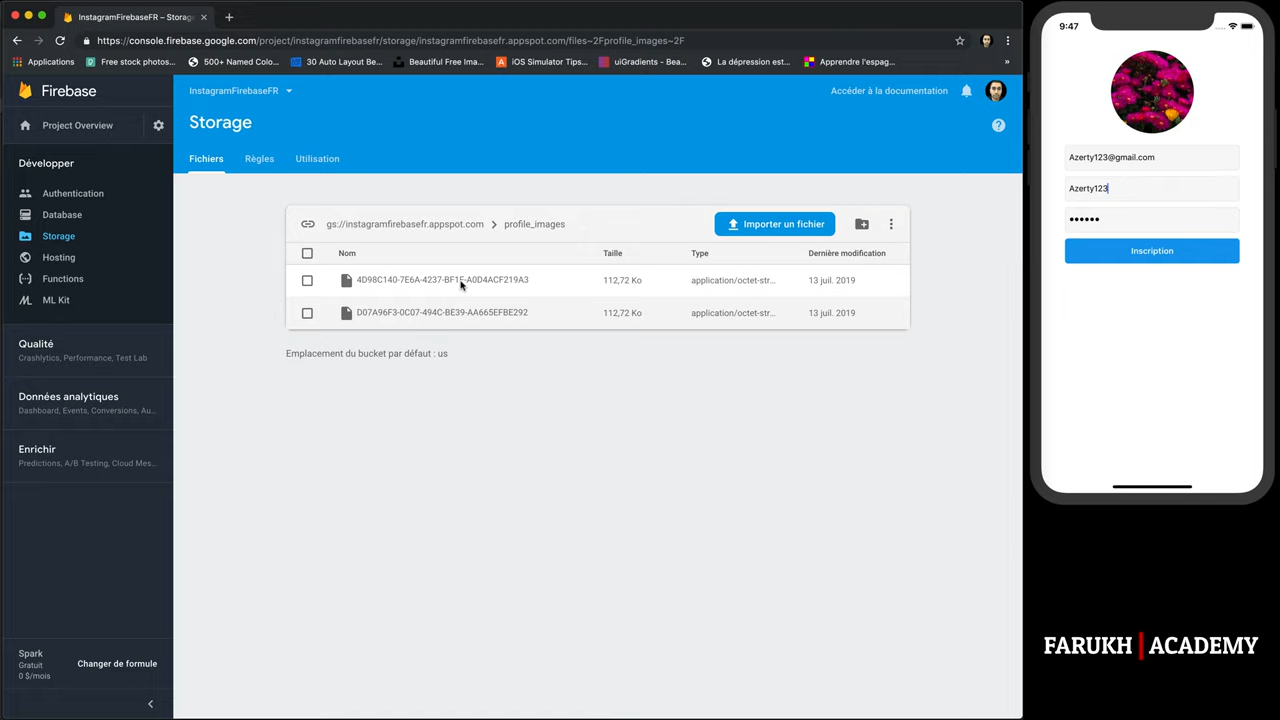 InstagramFirebaseFR – Storag
https://console.firebase.google.com/project/instagramfirebasefr/storage/instagramfirebasefr.appspot.com/files~2Fprofile_images~2F
Applications
Free stock photos...
500+ Named Colo...
30 Auto Layout Be...
Beautiful Free Ima...
iOS Simulator Tips...
uiGradients - Bea...
La dépression est...
Apprendre l'espag...
»
Firebase
Project Overview
Développer
Authentication
Database
Storage
Hosting
Functions
ML Kit
Qualité
Crashlytics, Performance, Test Lab
Données analytiques
Dashboard, Events, Conversions, Au...
Enrichir
Predictions, A/B Testing, Cloud Mes...
Spark
Gratuit
0 $/mois
Changer de formule
InstagramFirebaseFR
Accéder à la documentation
Storage
Fichiers
Règles
Utilisation
gs://instagramfirebasefr.appspot.com > profile_images
Importer un fichier
Nom Taille Type Dernière modification
4D98C140-7E6A-4237-BF1F-A0D4ACF219A3 112,72 Ko application/octet-str... 13 juil. 2019
D07A96F3-0C07-494C-BE39-AA665EFBE292 112,72 Ko application/octet-str... 13 juil. 2019
Emplacement du bucket par défaut : us
9:47
Azerty123@gmail.com
Azerty123
••••••
Inscription
FARUKH | ACADEMY